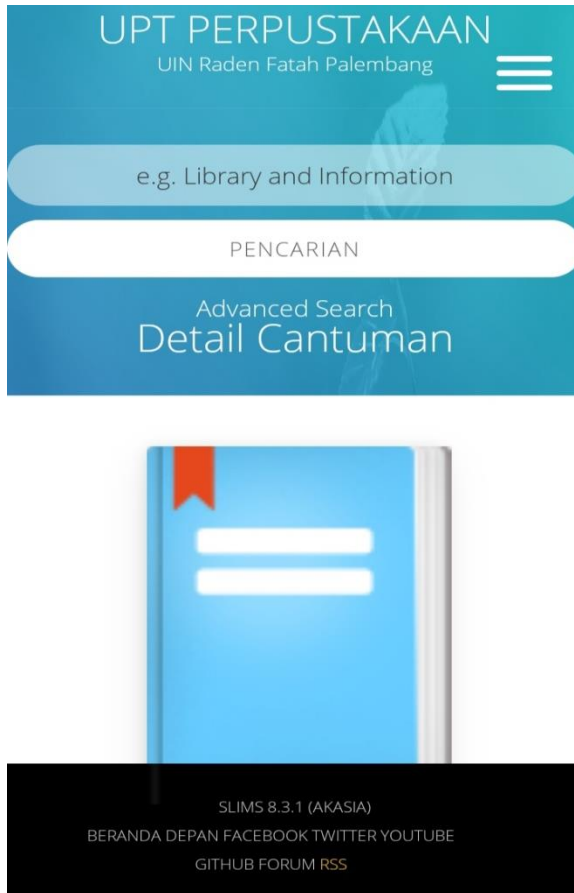 UPT PERPUSTAKAAN
UIN Raden Fatah Palembang
e.g. Library and Information
PENCARIAN
Advanced Search
Detail Cantuman
SLIMS 8.3.1 (AKASIA)
BERANDA DEPAN FACEBOOK TWITTER YOUTUBE
GITHUB FORUM RSS